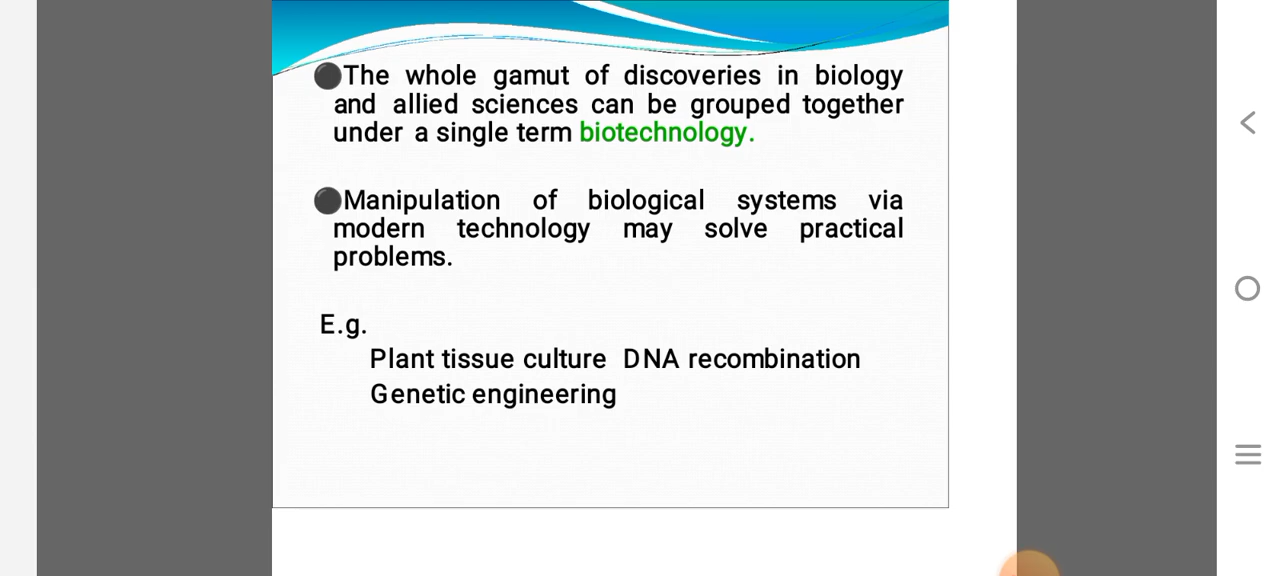 The whole gamut of discoveries in biology
and allied sciences can be grouped together
under a single term biotechnology.
Manipulation of biological systems via
modern technology may solve practical
problems.
E.g.
Plant tissue culture DNA recombination
Genetic engineering